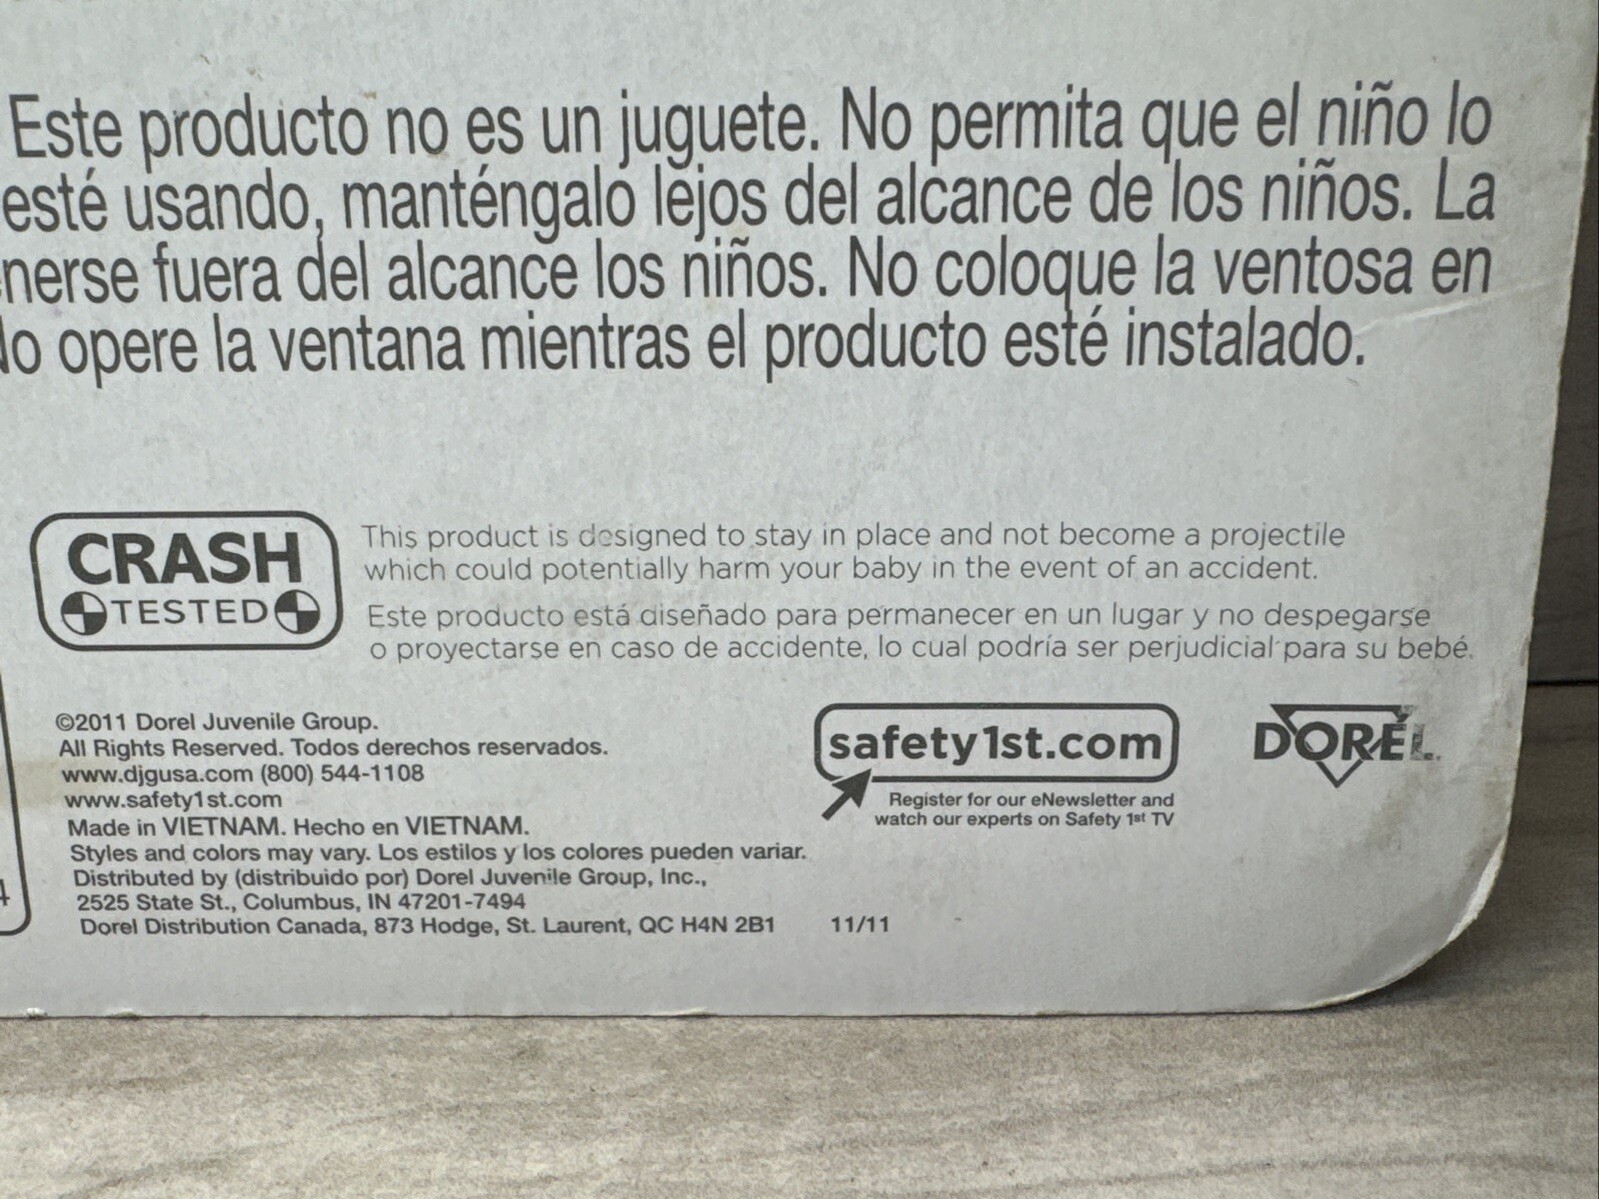 Este producto no es un juguete. No permita que el niño lo
esté usando, manténgalo lejos del alcance de los niños. La
fuera del alcance los niños. No coloque la ventosa en
opere la ventana mientras el producto esté instalado.
CRASH
TESTED
This product is designed to stay in place and not become a projectile
which could potentially harm your baby in the event of an accident.
Este producto está diseñado para permanecer en un lugar y no despegarse
o proyectarse en caso de accidente, lo cual podría ser perjudicial para su bebé.
©2011 Dorel Juvenile Group.
All Rights Reserved. Todos derechos reservados.
www.djgusa.com (800) 544-1108
www.safety1st.com
Made in VIETNAM. Hecho en VIETNAM.
Styles and colors may vary. Los estilos y los colores pueden variar.
Distributed by (distribuido por) Dorel Juvenile Group, Inc.,
2525 State St., Columbus, IN 47201-7494
Dorel Distribution Canada, 873 Hodge, St. Laurent, QC H4N 2B1 11/11
safety1st.com
Register for our eNewsletter and
watch our experts on Safety 1st TV
DORÉL